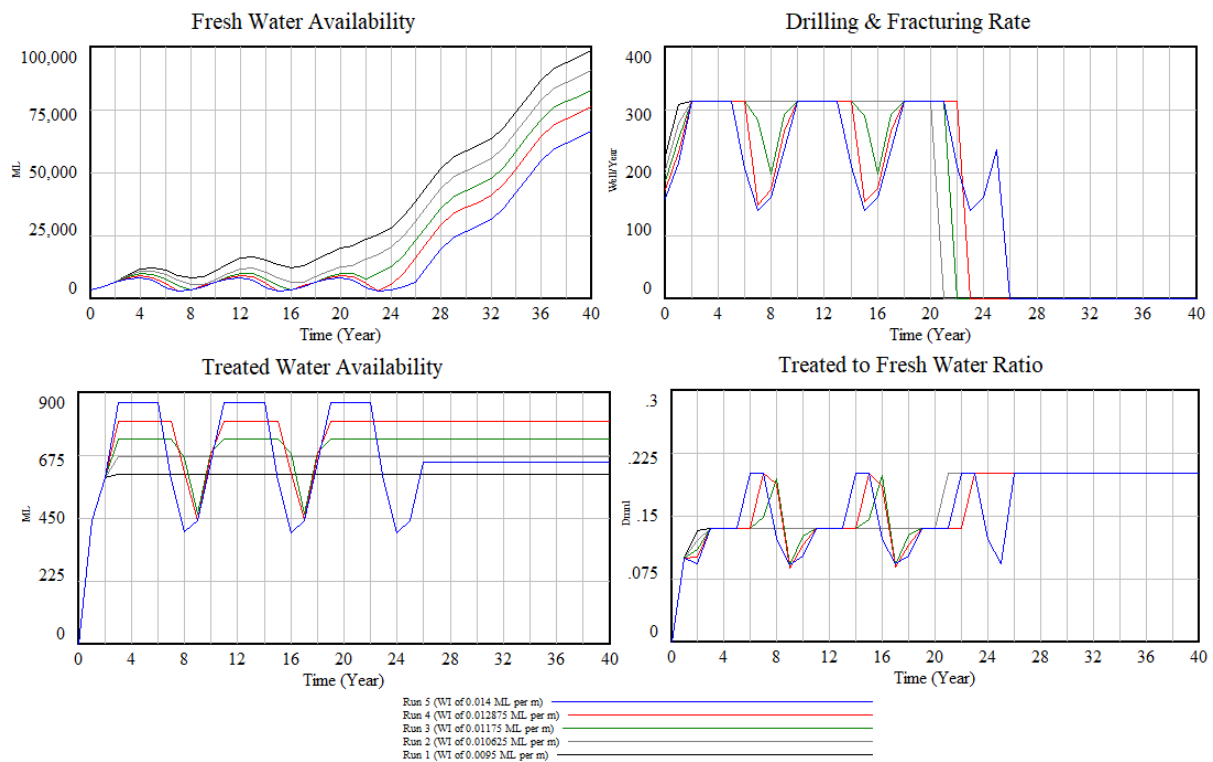 Fresh Water Availability
100,000
75,000
50,000
25,000
0
ML
0 4 8 12 16 20 24 28 32 36 40
Time (Year)
Drilling & Fracturing Rate
400
300
200
100
0
Well/Year
0 4 8 12 16 20 24 28 32 36 40
Time (Year)
Treated Water Availability
900
675
450
225
0
ML
0 4 8 12 16 20 24 28 32 36 40
Time (Year)
Treated to Fresh Water Ratio
.3
.225
.15
.075
0
Dmnl
0 4 8 12 16 20 24 28 32 36 40
Time (Year)
Run 5 (WI of 0.014 ML per m)
Run 4 (WI of 0.012875 ML per m)
Run 3 (WI of 0.01175 ML per m)
Run 2 (WI of 0.010625 ML per m)
Run 1 (WI of 0.0095 ML per m)